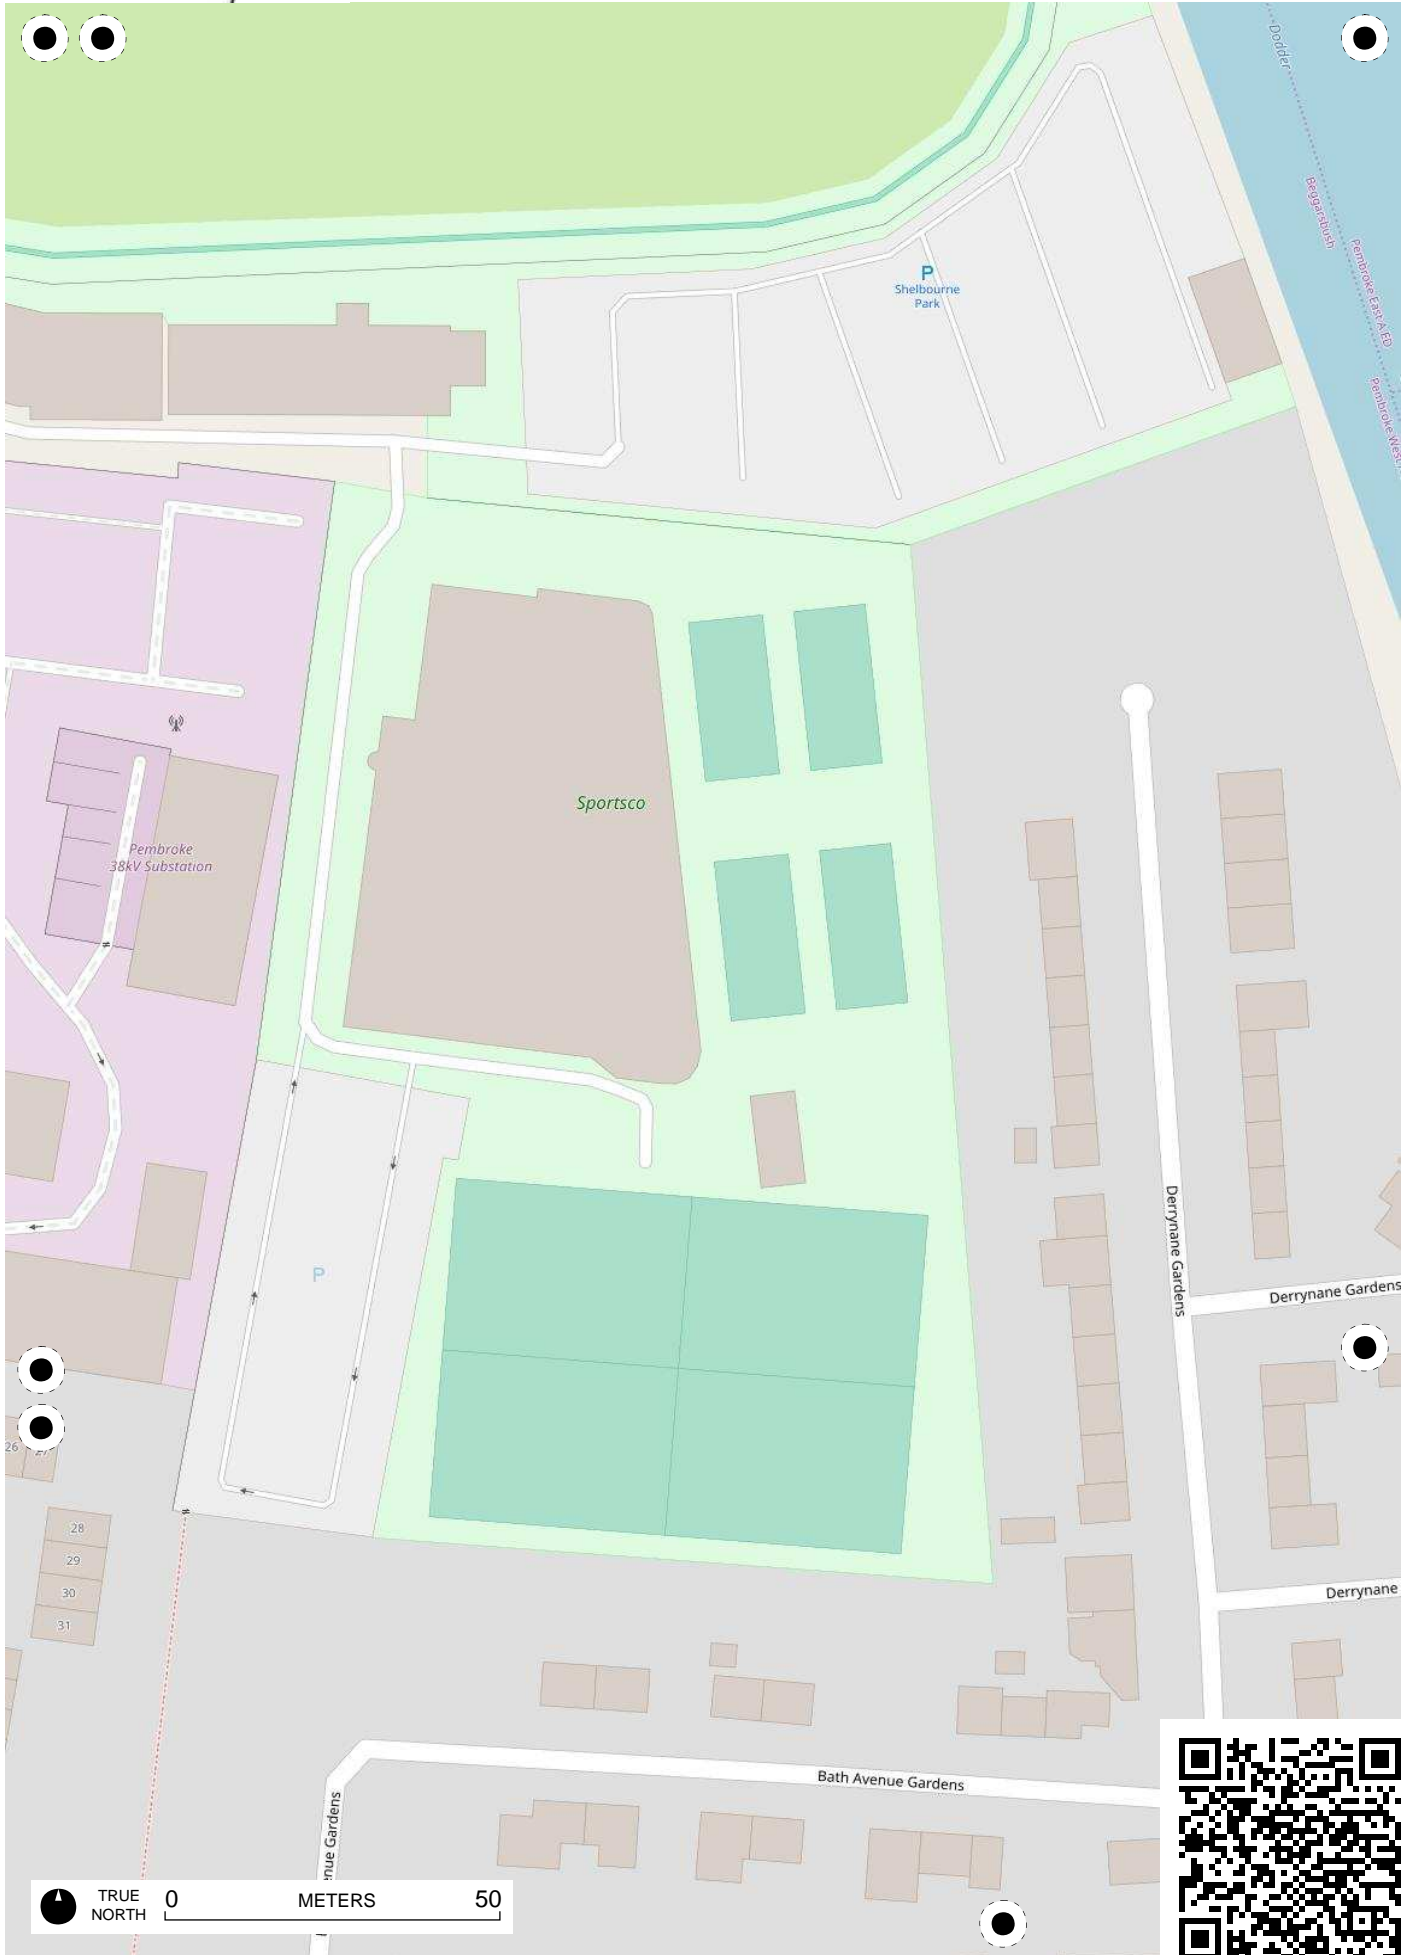 Dodder
Beggarsbush
Pembroke East A ED
Pembroke West
P
Shelbourne
Park
Sportsco
Pembroke
38kV Substation
Derrynane Gardens
Derrynane Gardens
P
26
27
28
29
30
31
Derrynane
Bath Avenue Gardens
enue Gardens
TRUE
NORTH
0
METERS
50